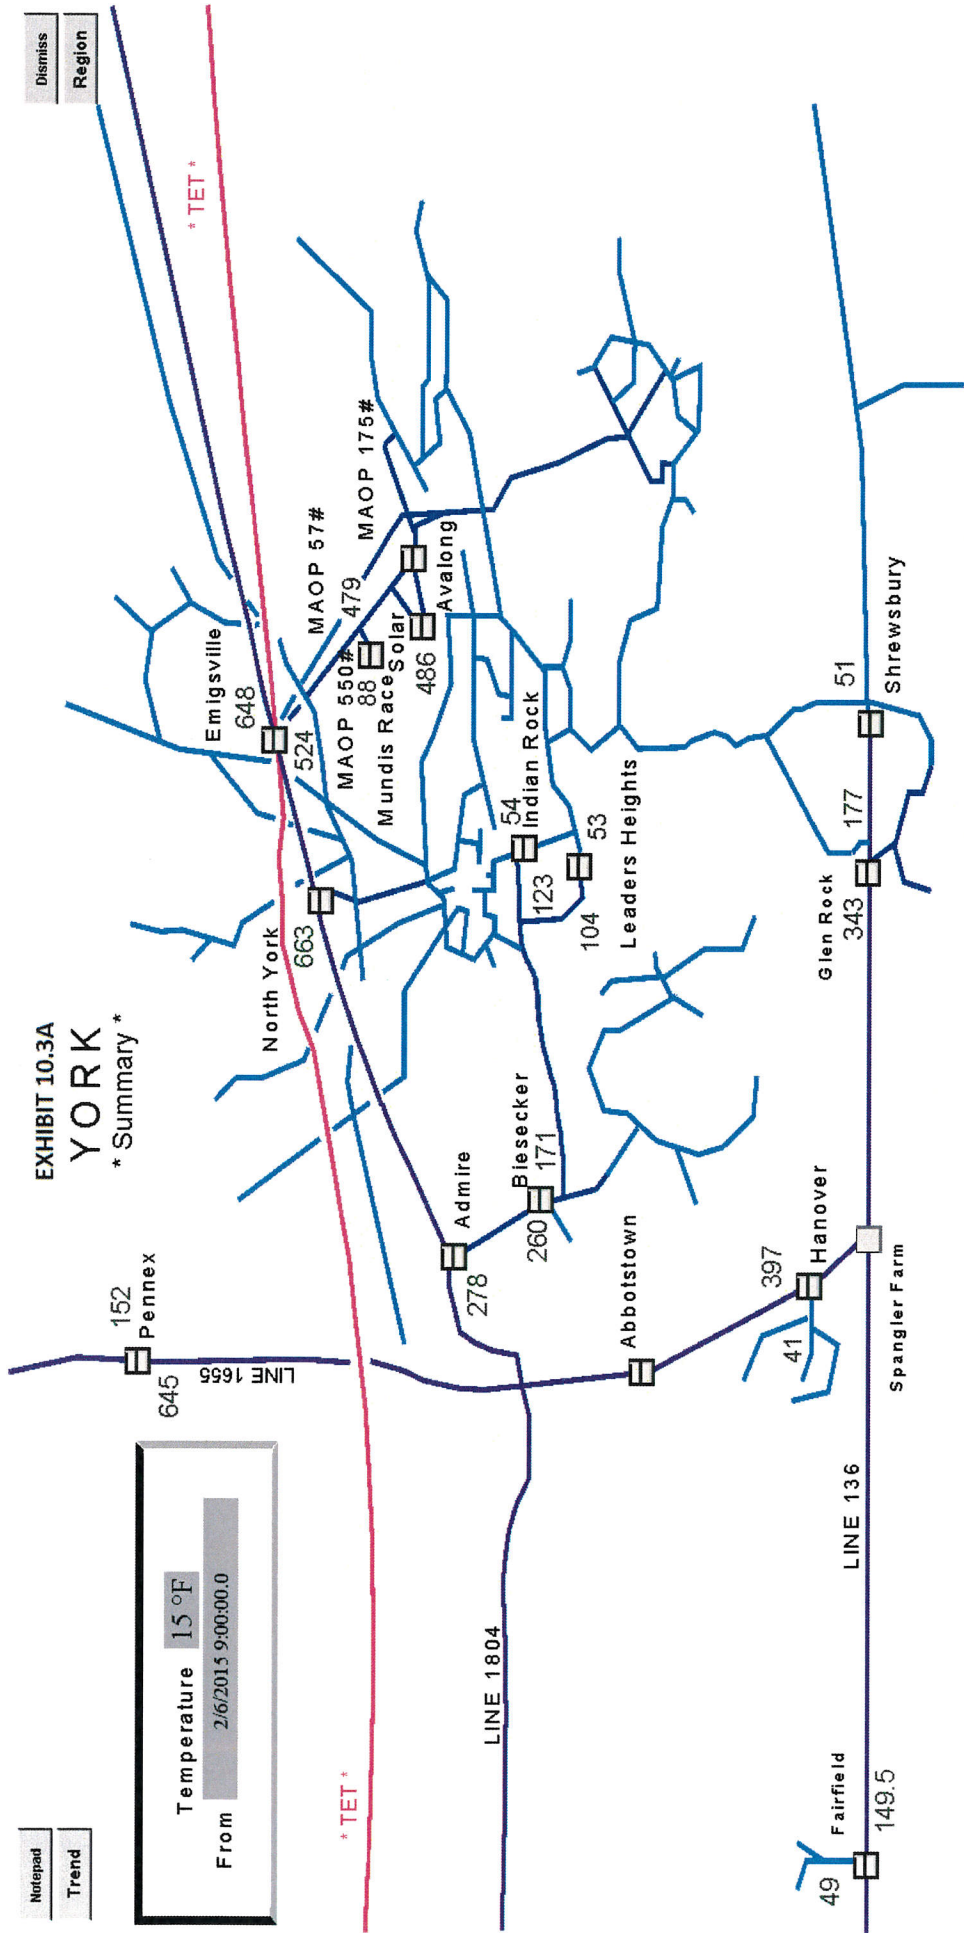 Notepad
Trend
EXHIBIT 10.3A
YORK
* Summary *
Dismiss
Region
Temperature 15 °F
From 2/6/2015 9:00:00.0
152
Pennex
645
LINE 1655
* TET *
* TET *
Emigsville
648
524
North York
663
MAOP 57#
479
MAOP 175#
MAOP 550#
88
Mundis Race
Solar
486
Avalong
Admire
278
LINE 1804
Biesecker
260
171
54
Indian Rock
123
104
53
Leaders Heights
Abbottstown
397
Hanover
41
Spangler Farm
LINE 136
Fairfield
49
149.5
Glen Rock
343
177
51
Shrewsbury